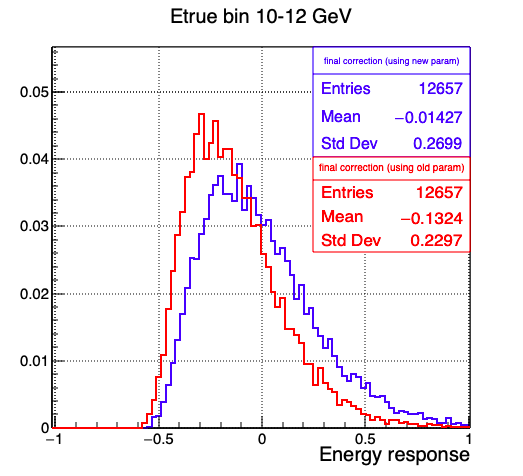 Etrue bin 10-12 GeV
final correction (using new param)
Entries 12657
Mean −0.01427
Std Dev 0.2699
final correction (using old param)
Entries 12657
Mean −0.1324
Std Dev 0.2297
0.05
0.04
0.03
0.02
0.01
0
−1 −0.5 0 0.5 1
Energy response